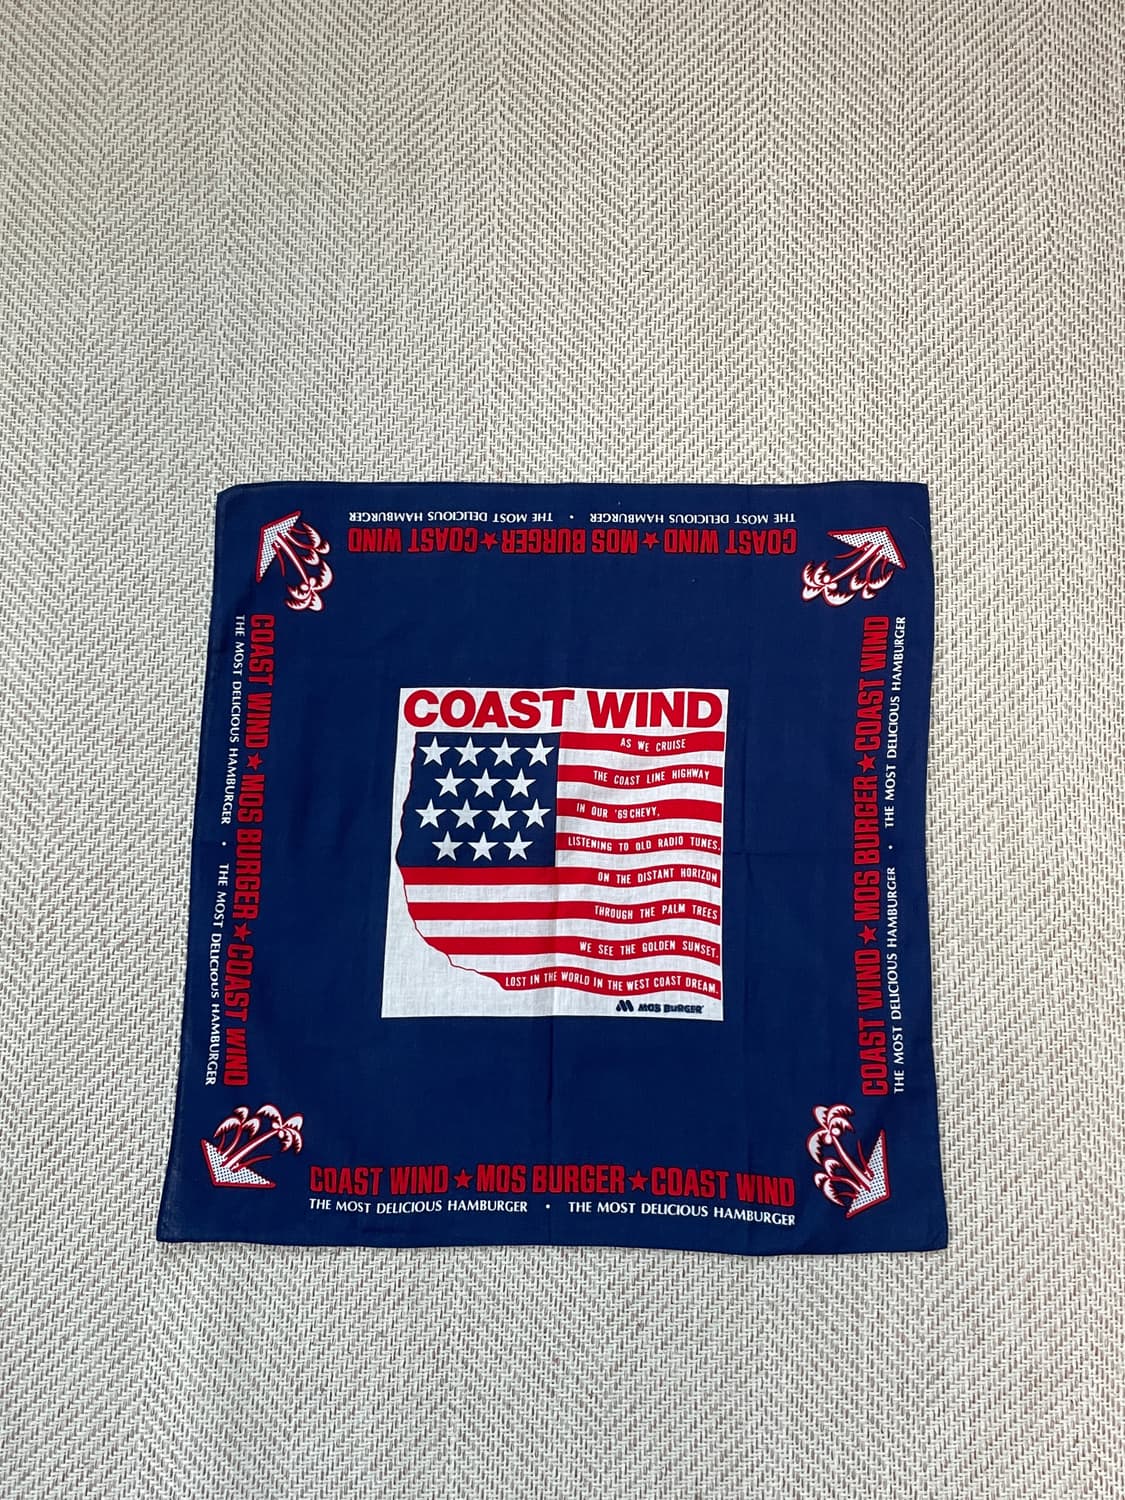 THE MOST DELICIOUS HAMBURGER • THE MOST DELICIOUS HAMBURGER
COAST WIND★MOS BURGER★COAST WIND
COAST WIND★MOS BURGER★COAST WIND
THE MOST DELICIOUS HAMBURGER • THE MOST DELICIOUS HAMBURGER
COAST WIND
AS WE CRUISE
THE COAST LINE HIGHWAY
IN OUR '69 CHEVY,
LISTENING TO OLD RADIO TUNES,
ON THE DISTANT HORIZON
THROUGH THE PALM TREES
WE SEE THE GOLDEN SUNSET.
LOST IN THE WORLD IN THE WEST COAST DREAM.
MOS BURGER
COAST WIND★MOS BURGER★COAST WIND
THE MOST DELICIOUS HAMBURGER • THE MOST DELICIOUS HAMBURGER
COAST WIND★MOS BURGER★COAST WIND
THE MOST DELICIOUS HAMBURGER • THE MOST DELICIOUS HAMBURGER